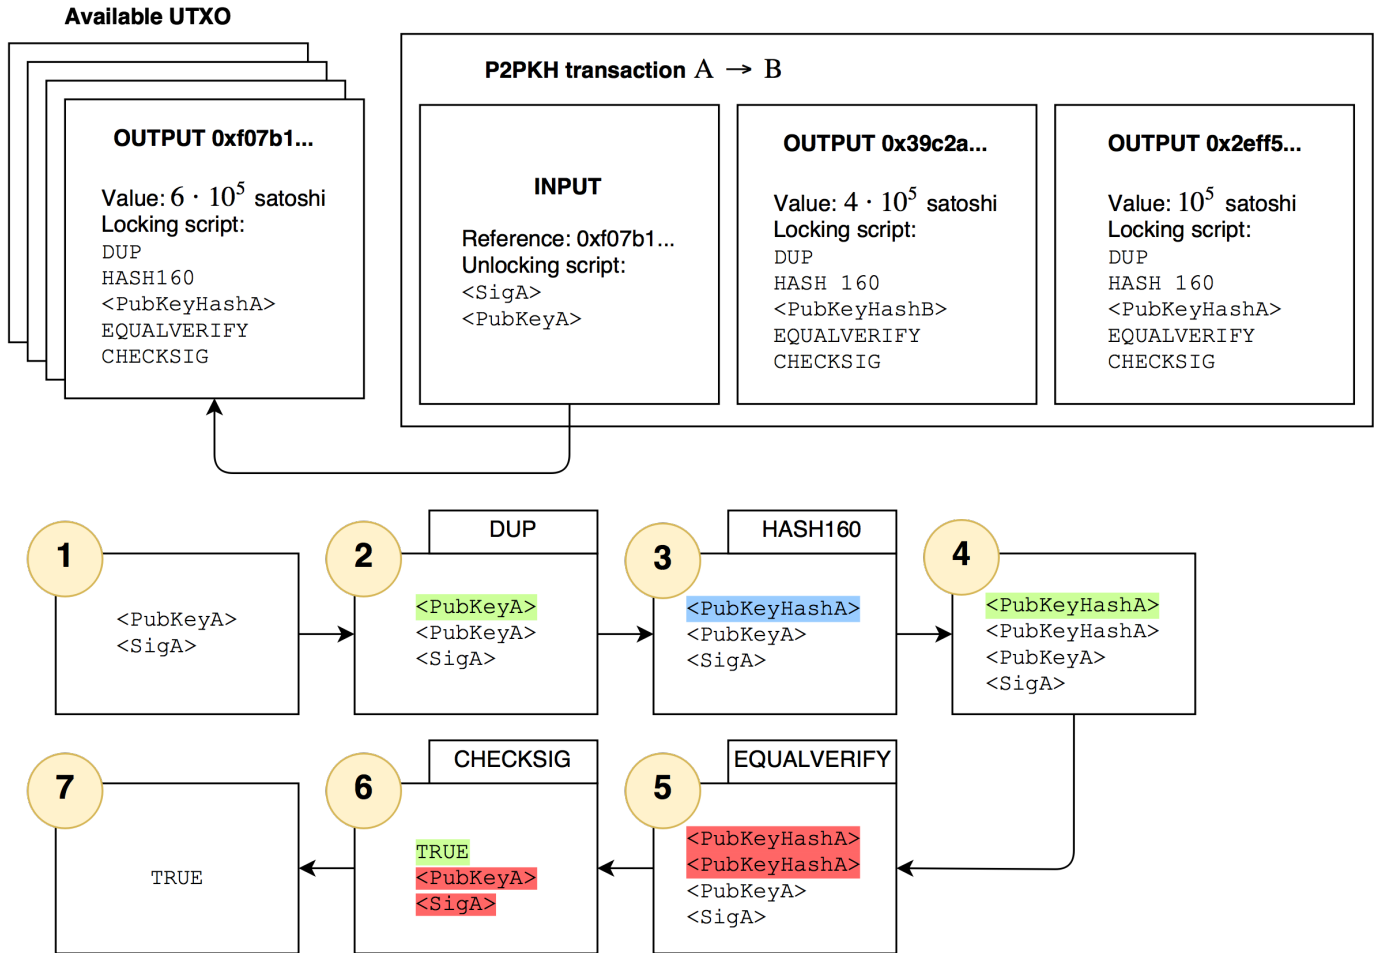 Available UTXO
OUTPUT 0xf07b1...
Value: 6 · 10⁵ satoshi
Locking script:
DUP
HASH160
<PubKeyHashA>
EQUALVERIFY
CHECKSIG
P2PKH transaction A → B
INPUT
Reference: 0xf07b1...
Unlocking script:
<SigA>
<PubKeyA>
OUTPUT 0x39c2a...
Value: 4 · 10⁵ satoshi
Locking script:
DUP
HASH 160
<PubKeyHashB>
EQUALVERIFY
CHECKSIG
OUTPUT 0x2eff5...
Value: 10⁵ satoshi
Locking script:
DUP
HASH 160
<PubKeyHashA>
EQUALVERIFY
CHECKSIG
1
<PubKeyA>
<SigA>
2
DUP
<PubKeyA>
<PubKeyA>
<SigA>
3
HASH160
<PubKeyHashA>
<PubKeyA>
<SigA>
4
<PubKeyHashA>
<PubKeyHashA>
<PubKeyA>
<SigA>
5
EQUALVERIFY
<PubKeyHashA>
<PubKeyHashA>
<PubKeyA>
<SigA>
6
CHECKSIG
TRUE
<PubKeyA>
<SigA>
7
TRUE